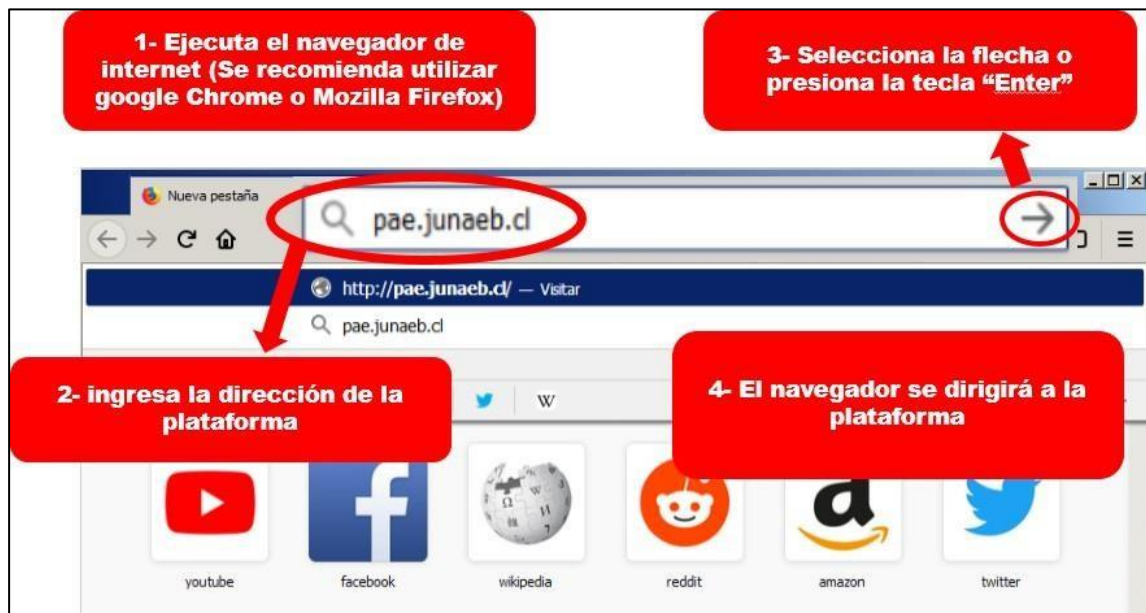 1- Ejecuta el navegador de
internet (Se recomienda utilizar
google Chrome o Mozilla Firefox)
3- Selecciona la flecha o
presiona la tecla “Enter”
Nueva pestaña
pae.junaeb.cl
http://pae.junaeb.cl/ — Visitar
pae.junaeb.cl
2- ingresa la dirección de la
plataforma
W
4- El navegador se dirigirá a la
plataforma
youtube
facebook
wikipedia
reddit
amazon
twitter